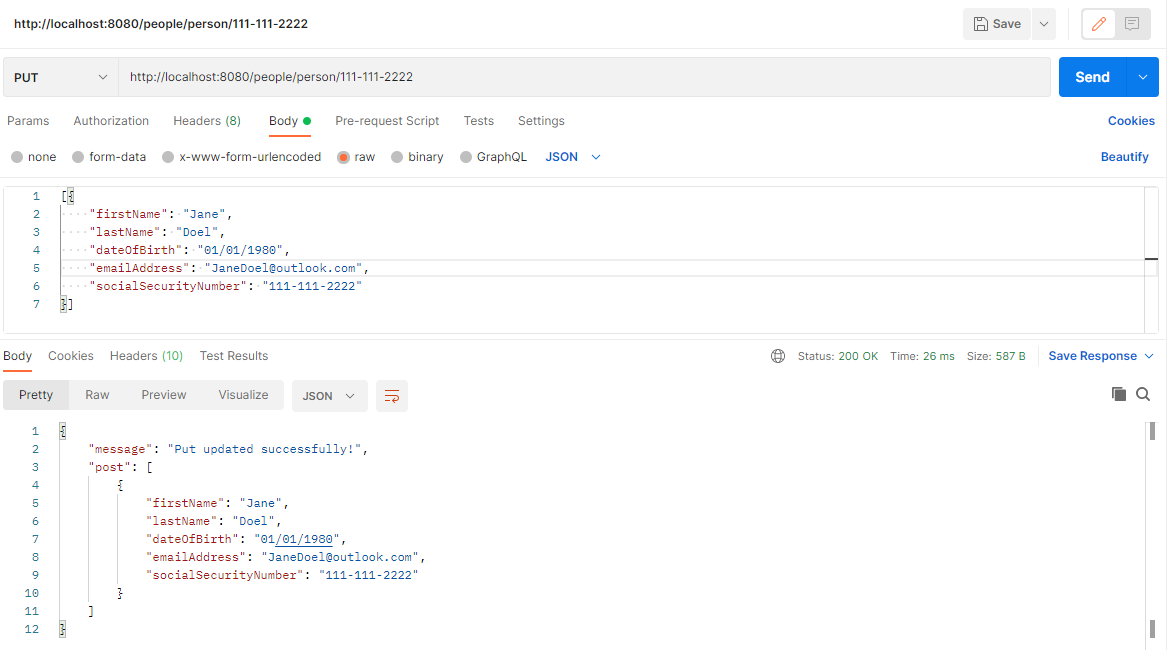 http://localhost:8080/people/person/111-111-2222 Save
PUT http://localhost:8080/people/person/111-111-2222 Send
Params Authorization Headers (8) Body Pre-request Script Tests Settings Cookies
none form-data x-www-form-urlencoded raw binary GraphQL JSON Beautify
1 [{
2 ····"firstName":·"Jane",
3 ····"lastName":·"Doel",
4 ····"dateOfBirth":·"01/01/1980",
5 ····"emailAddress":·"JaneDoel@outlook.com",
6 ····"socialSecurityNumber":·"111-111-2222"
7 }]
Body Cookies Headers (10) Test Results Status: 200 OK Time: 26 ms Size: 587 B Save Response
Pretty Raw Preview Visualize JSON
1 {
2 "message": "Put updated successfully!",
3 "post": [
4 {
5 "firstName": "Jane",
6 "lastName": "Doel",
7 "dateOfBirth": "01/01/1980",
8 "emailAddress": "JaneDoel@outlook.com",
9 "socialSecurityNumber": "111-111-2222"
10 }
11 ]
12 }